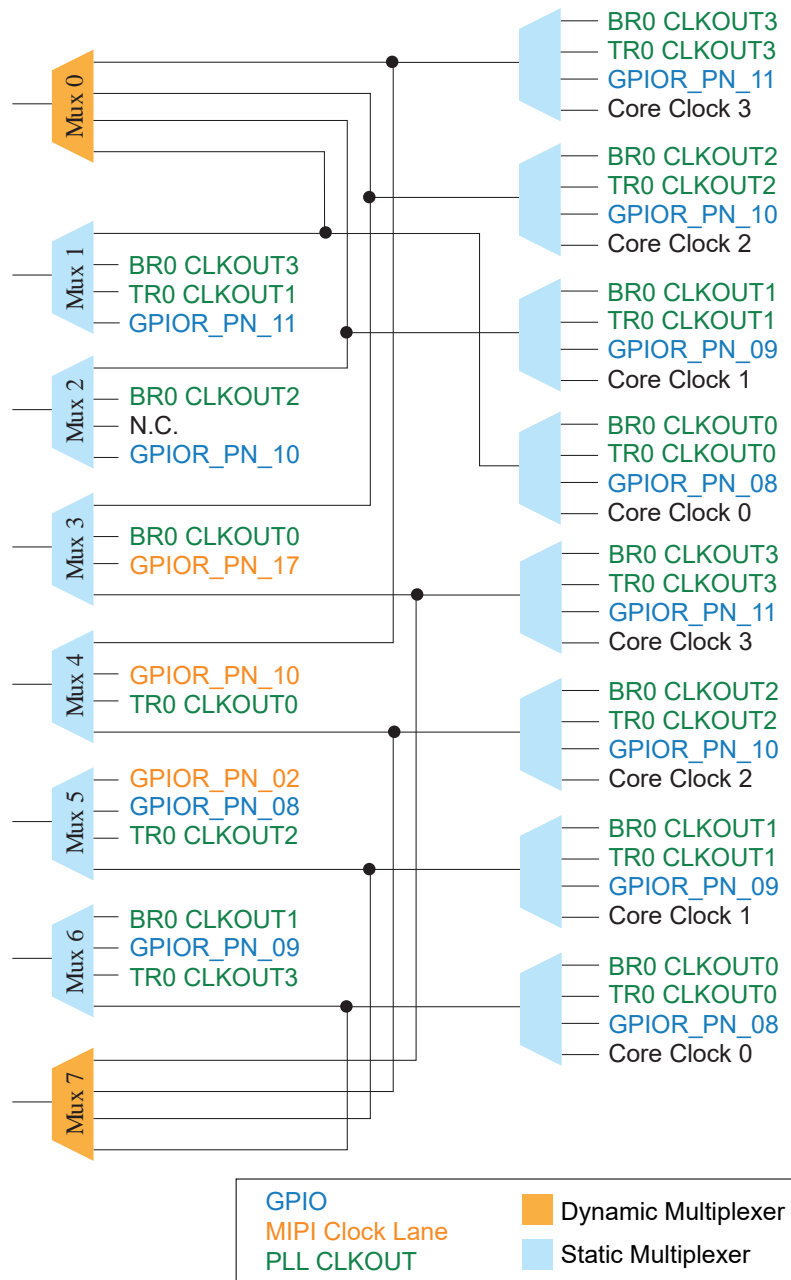 Mux 0
BR0 CLKOUT3
TR0 CLKOUT3
GPIOR_PN_11
Core Clock 3
BR0 CLKOUT2
TR0 CLKOUT2
GPIOR_PN_10
Core Clock 2
Mux 1
BR0 CLKOUT3
TR0 CLKOUT1
GPIOR_PN_11
BR0 CLKOUT1
TR0 CLKOUT1
GPIOR_PN_09
Core Clock 1
Mux 2
BR0 CLKOUT2
N.C.
GPIOR_PN_10
BR0 CLKOUT0
TR0 CLKOUT0
GPIOR_PN_08
Core Clock 0
Mux 3
BR0 CLKOUT0
GPIOR_PN_17
BR0 CLKOUT3
TR0 CLKOUT3
GPIOR_PN_11
Core Clock 3
Mux 4
GPIOR_PN_10
TR0 CLKOUT0
BR0 CLKOUT2
TR0 CLKOUT2
GPIOR_PN_10
Core Clock 2
Mux 5
GPIOR_PN_02
GPIOR_PN_08
TR0 CLKOUT2
BR0 CLKOUT1
TR0 CLKOUT1
GPIOR_PN_09
Core Clock 1
Mux 6
BR0 CLKOUT1
GPIOR_PN_09
TR0 CLKOUT3
BR0 CLKOUT0
TR0 CLKOUT0
GPIOR_PN_08
Core Clock 0
Mux 7
GPIO
MIPI Clock Lane
PLL CLKOUT
Dynamic Multiplexer
Static Multiplexer